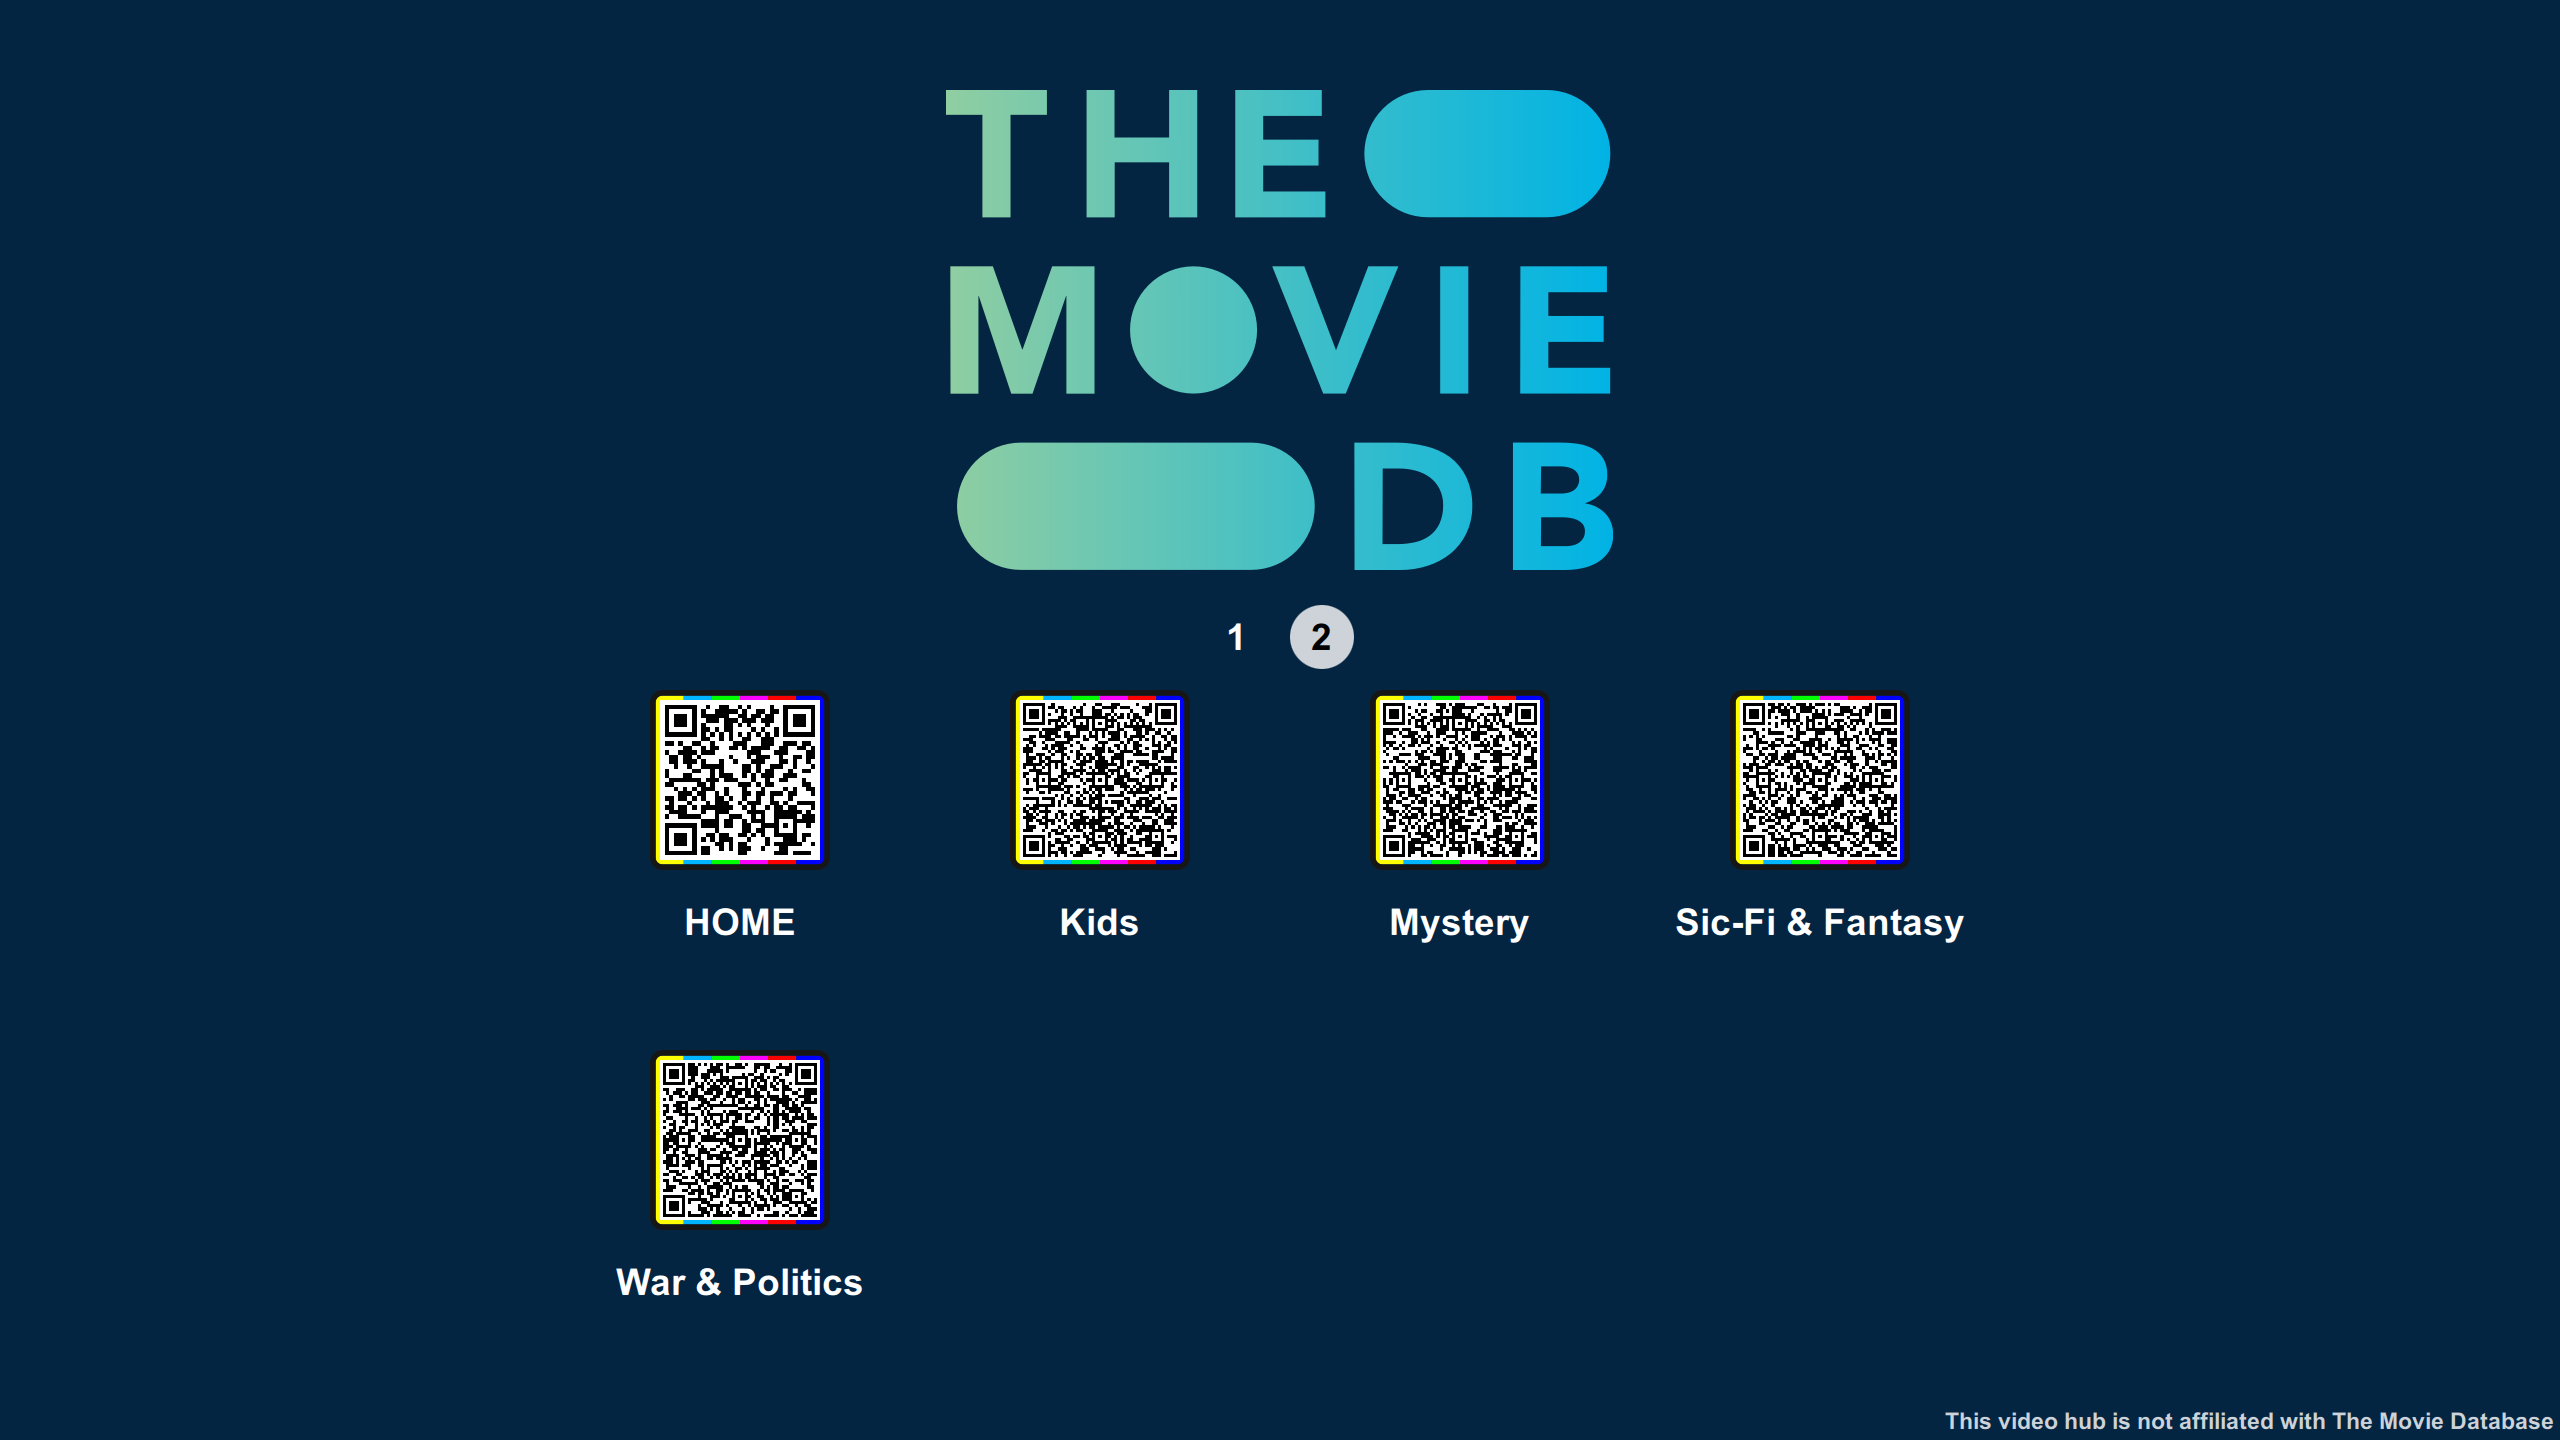 THE
MOVIE
DB
1 2
HOME Kids Mystery Sic-Fi & Fantasy
War & Politics
This video hub is not affiliated with The Movie Database